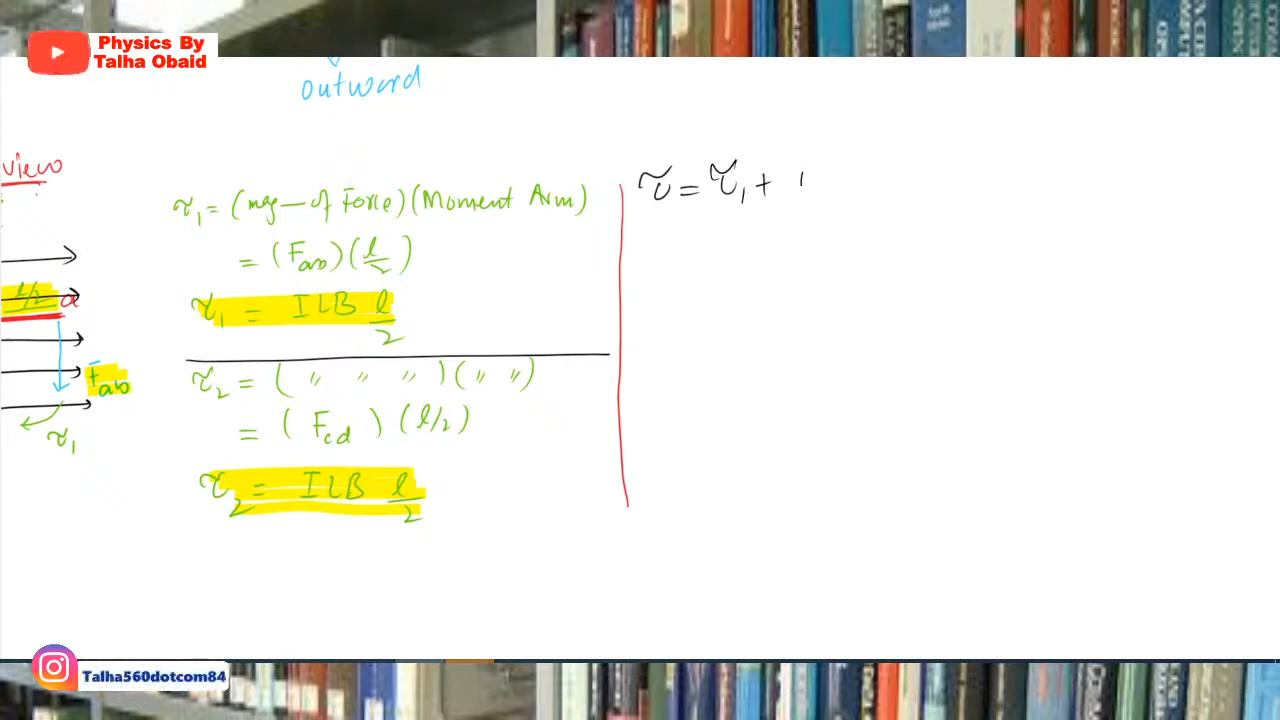 Physics By
Talha Obaid
outward
view
τ₁ = (mag — of Force)(Moment Arm)
= (Fab)(l/2)
τ₁ = ILB l/2
τ₂ = ( " " " )( " " )
= ( Fcd ) (l/2)
τ₂ = ILB l/2
l/2 a
Fab
τ₁
τ = τ₁ +
Talha560dotcom84